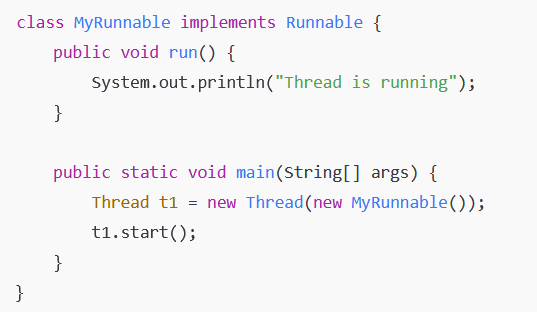 class MyRunnable implements Runnable {
    public void run() {
        System.out.println("Thread is running");
    }

    public static void main(String[] args) {
        Thread t1 = new Thread(new MyRunnable());
        t1.start();
    }
}